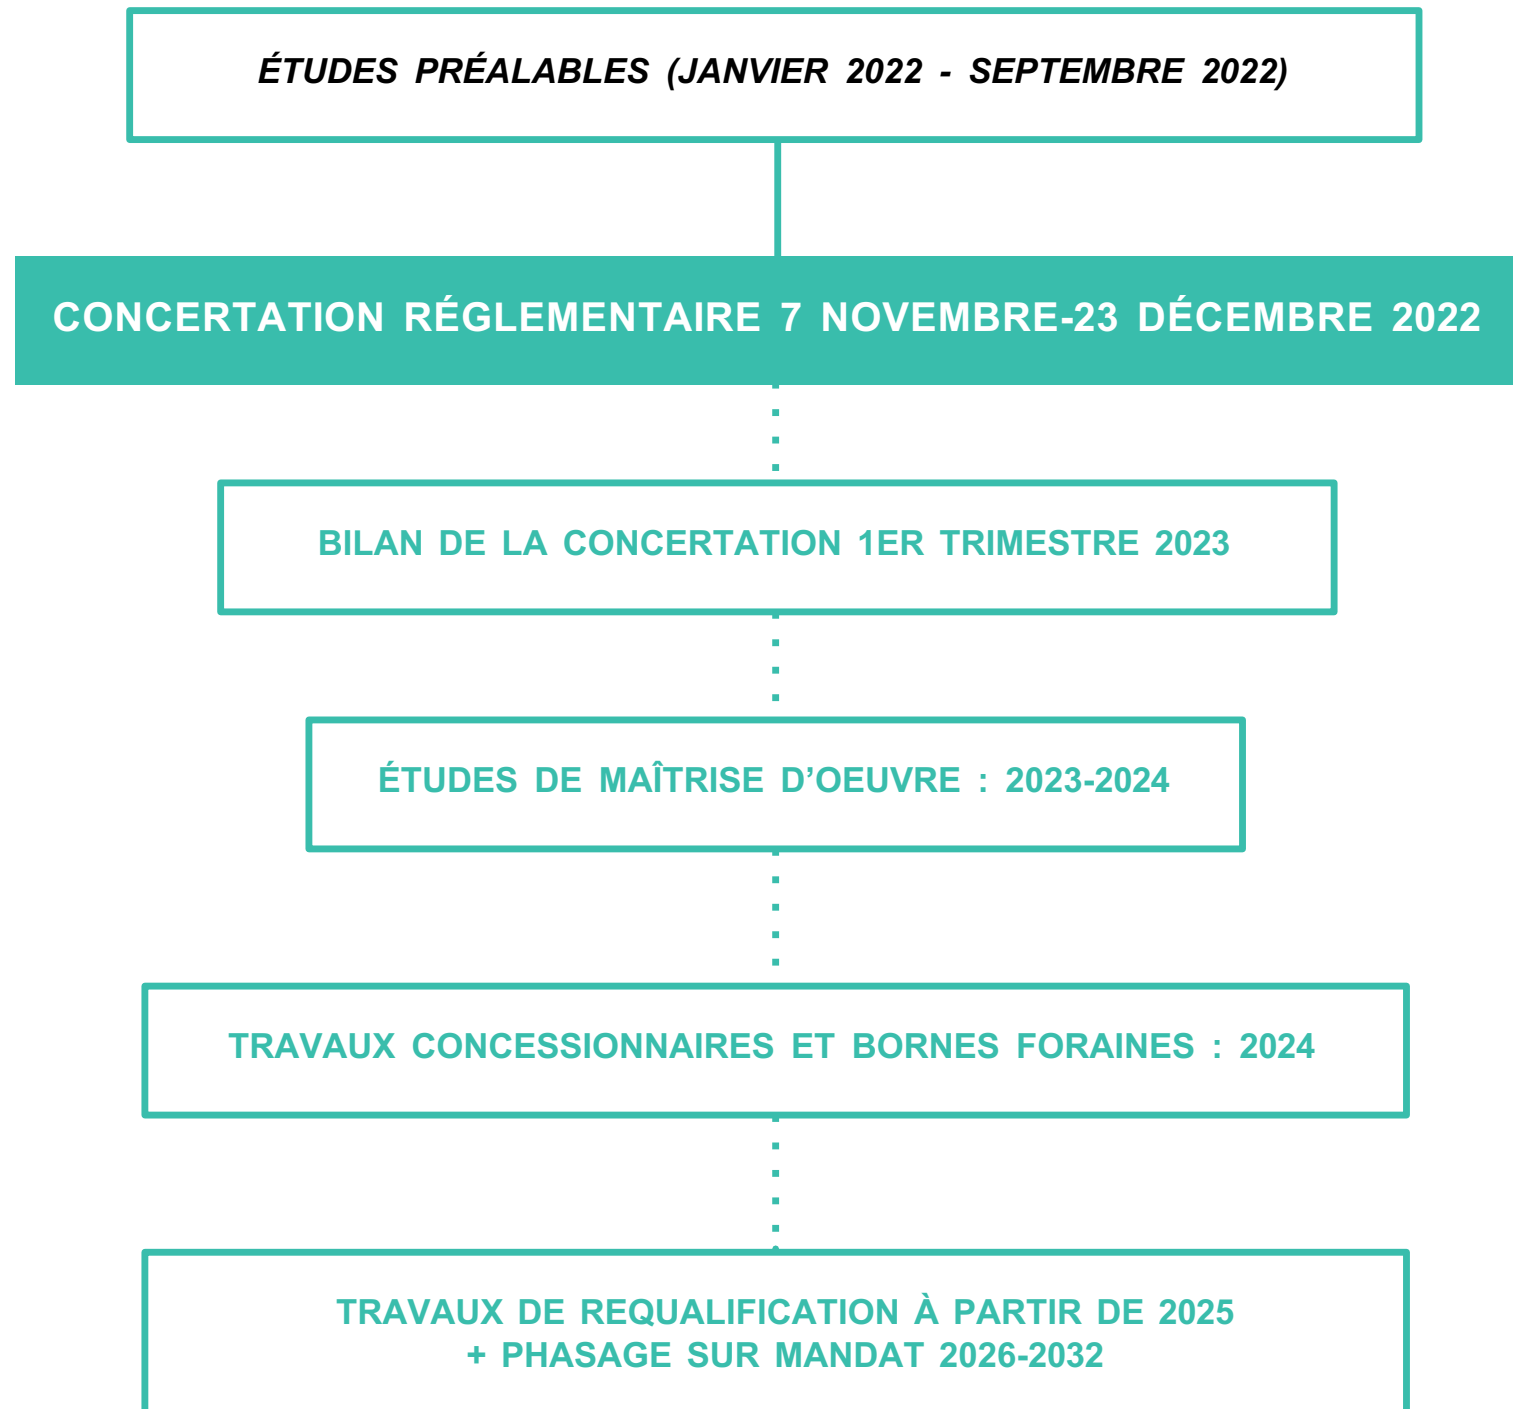 ÉTUDES PRÉALABLES (JANVIER 2022 - SEPTEMBRE 2022)
CONCERTATION RÉGLEMENTAIRE 7 NOVEMBRE-23 DÉCEMBRE 2022
BILAN DE LA CONCERTATION 1ER TRIMESTRE 2023
ÉTUDES DE MAÎTRISE D’OEUVRE : 2023-2024
TRAVAUX CONCESSIONNAIRES ET BORNES FORAINES : 2024
TRAVAUX DE REQUALIFICATION À PARTIR DE 2025
+ PHASAGE SUR MANDAT 2026-2032